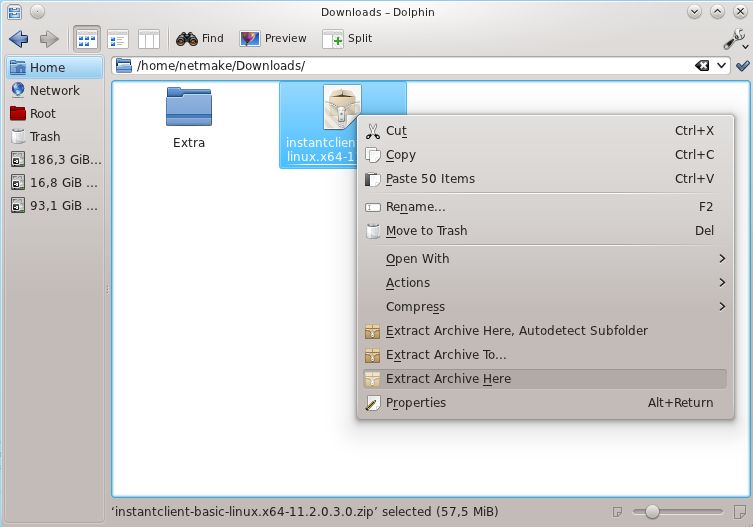 Downloads – Dolphin
Find
Preview
Split
Home
Network
Root
Trash
186,3 GiB...
16,8 GiB ...
93,1 GiB ...
/home/netmake/Downloads/
Extra
instantclien
linux.x64-1
Cut Ctrl+X
Copy Ctrl+C
Paste 50 Items Ctrl+V
Rename... F2
Move to Trash Del
Open With
Actions
Compress
Extract Archive Here, Autodetect Subfolder
Extract Archive To...
Extract Archive Here
Properties Alt+Return
‘instantclient-basic-linux.x64-11.2.0.3.0.zip’ selected (57,5 MiB)